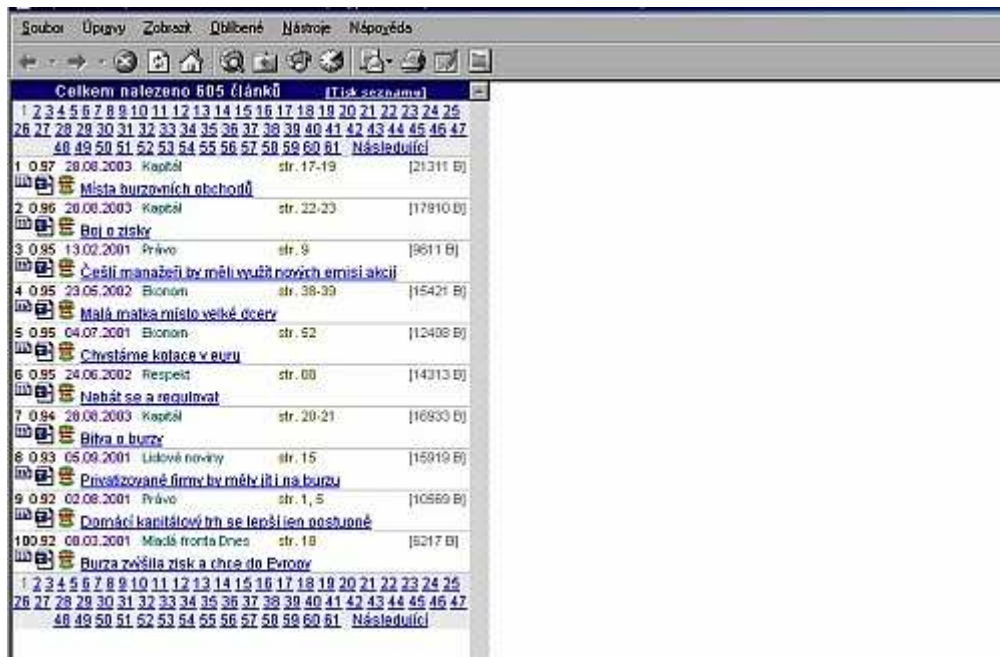 Soubor Úpravy Zobrazit Oblíbené Nástroje Nápověda
Celkem nalezeno 605 článků [Tisk seznamu]
1 2 3 4 5 6 7 8 9 10 11 12 13 14 15 16 17 18 19 20 21 22 23 24 25
26 27 28 29 30 31 32 33 34 35 36 37 38 39 40 41 42 43 44 45 46 47
48 49 50 51 52 53 54 55 56 57 58 59 60 61 Následující
1 0.97 28.08.2003 Kapitál str. 17-19 [21311 B]
Místa burzovních obchodů
2 0.96 28.08.2003 Kapitál str. 22-23 [17910 B]
Boj o zisky
3 0.95 13.02.2001 Právo str. 9 [9611 B]
Čeští manažeři by měli využít nových emisí akcií
4 0.95 23.05.2002 Ekonom str. 38-39 [15421 B]
Malá matka místo velké dcery
5 0.95 04.07.2001 Ekonom str. 52 [12408 B]
Chystáme kotace v euru
6 0.95 24.06.2002 Respekt str. 08 [14313 B]
Nebát se a regulovat
7 0.94 28.08.2003 Kapitál str. 20-21 [16933 B]
Bitva o burzy
8 0.93 05.09.2001 Lidové noviny str. 15 [15919 B]
Privatizované firmy by měly jít i na burzu
9 0.92 02.08.2001 Právo str. 1, 5 [10569 B]
Domácí kapitálový trh se lepší jen postupně
10 0.92 08.03.2001 Mladá fronta Dnes str. 18 [6217 B]
Burza zvýšila zisk a chce do Evropy
1 2 3 4 5 6 7 8 9 10 11 12 13 14 15 16 17 18 19 20 21 22 23 24 25
26 27 28 29 30 31 32 33 34 35 36 37 38 39 40 41 42 43 44 45 46 47
48 49 50 51 52 53 54 55 56 57 58 59 60 61 Následující